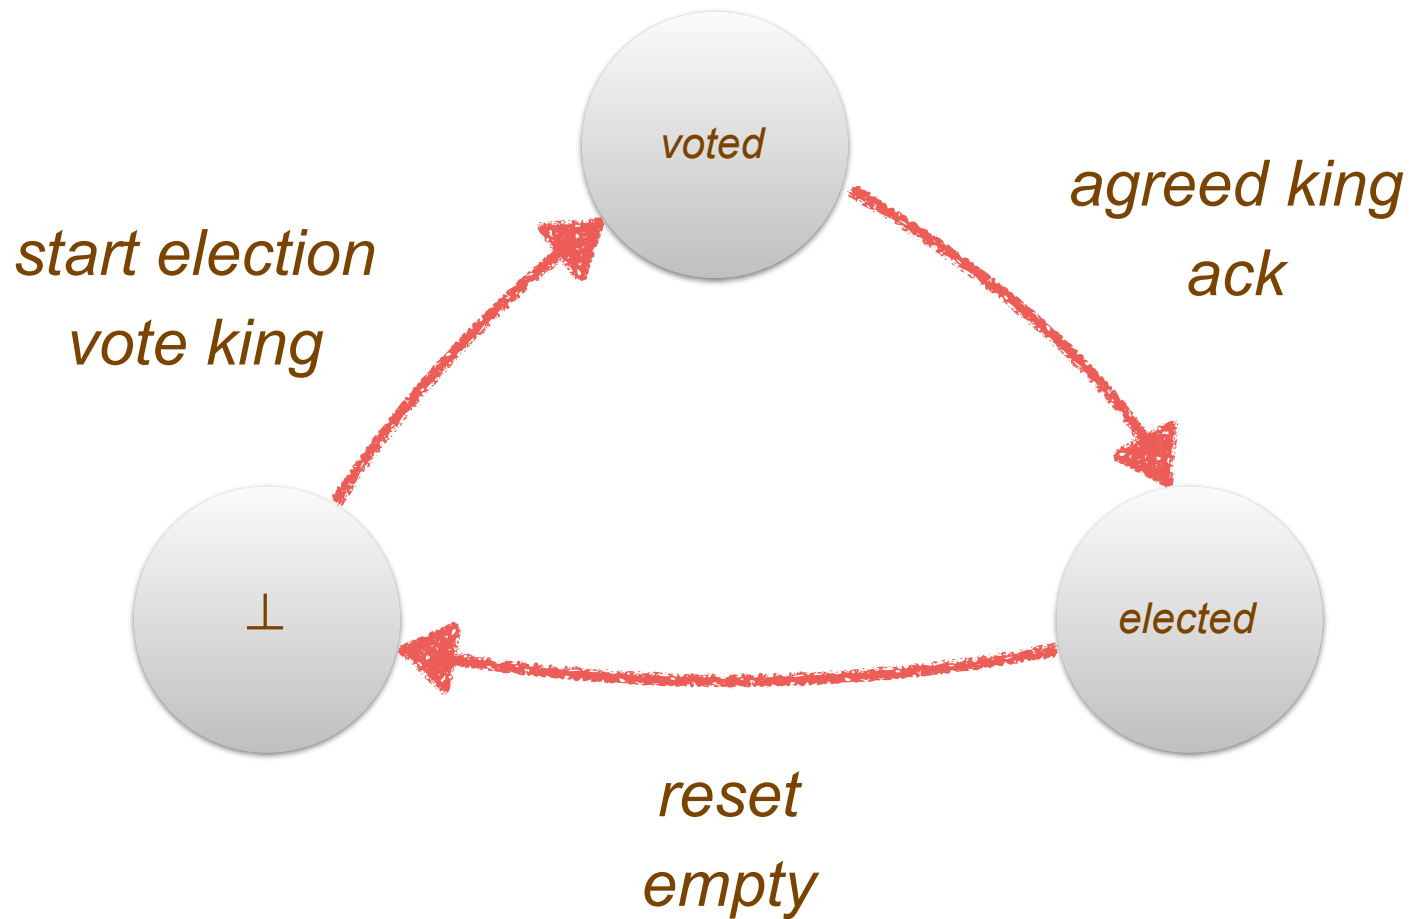 voted
agreed king
ack
start election
vote king
⊥
elected
reset
empty